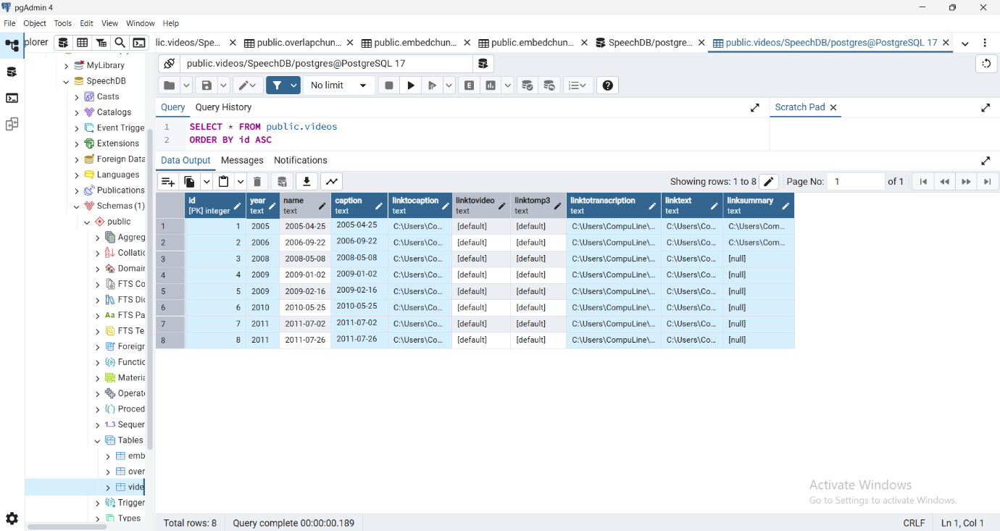 pgAdmin 4
File Object Tools Edit View Window Help
plorer
lic.videos/Spe... public.overlapchun... public.embedchun... public.embedchun... SpeechDB/postgre... public.videos/SpeechDB/postgres@PostgreSQL 17
public.videos/SpeechDB/postgres@PostgreSQL 17
No limit
Query Query History
Scratch Pad
1 SELECT * FROM public.videos
2 ORDER BY id ASC
Data Output Messages Notifications
Showing rows: 1 to 8 Page No: 1 of 1
id year name caption linktocaption linktovideo linktomp3 linktotranscription linktext linksummary
[PK] integer text text text text text text text text text
1 1 2005 2005-04-25 2005-04-25 C:\Users\Co... [default] [default] C:\Users\CompuLine\... C:\Users\Co... C:\Users\Com...
2 2 2006 2006-09-22 2006-09-22 C:\Users\Co... [default] [default] C:\Users\CompuLine\... C:\Users\Co... C:\Users\Com...
3 3 2008 2008-05-08 2008-05-08 C:\Users\Co... [default] [default] C:\Users\CompuLine\... C:\Users\Co... [null]
4 4 2009 2009-01-02 2009-01-02 C:\Users\Co... [default] [default] C:\Users\CompuLine\... C:\Users\Co... [null]
5 5 2009 2009-02-16 2009-02-16 C:\Users\Co... [default] [default] C:\Users\CompuLine\... C:\Users\Co... [null]
6 6 2010 2010-05-25 2010-05-25 C:\Users\Co... [default] [default] C:\Users\CompuLine\... C:\Users\Co... [null]
7 7 2011 2011-07-02 2011-07-02 C:\Users\Co... [default] [default] C:\Users\CompuLine\... C:\Users\Co... [null]
8 8 2011 2011-07-26 2011-07-26 C:\Users\Co... [default] [default] C:\Users\CompuLine\... C:\Users\Co... [null]
MyLibrary
SpeechDB
Casts
Catalogs
Event Trigge
Extensions
Foreign Data
Languages
Publications
Schemas (1)
public
Aggreg
Collatic
Domair
FTS Co
FTS Dic
Aa FTS Pa
FTS Te
Foreigr
Functic
Materia
Operat
Proced
1..3 Sequer
Tables
emb
over
vide
Trigger
Types
Activate Windows
Go to Settings to activate Windows.
Total rows: 8 Query complete 00:00:00.189 CRLF Ln 1, Col 1